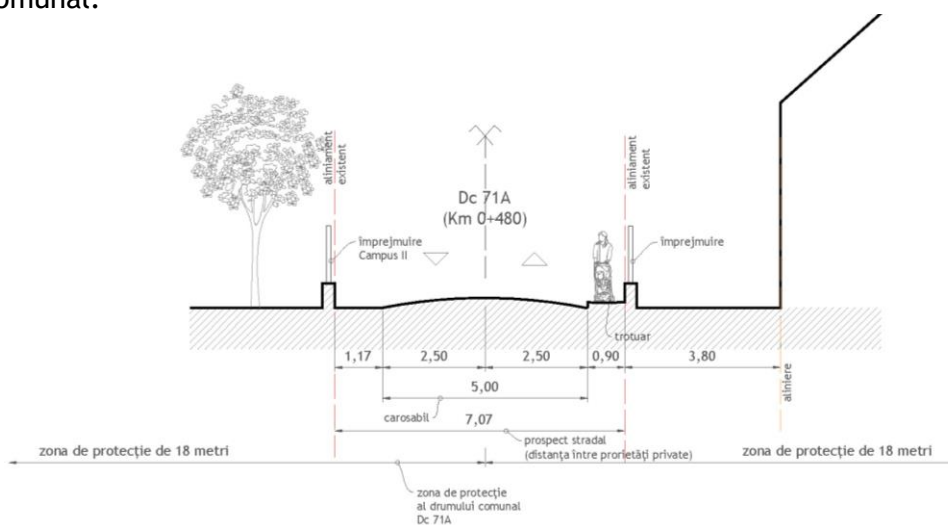 omunal.
aliniament
existent
aliniament
existent
Dc 71A
(Km 0+480)
împrejmuire
Campus II
împrejmuire
trotuar
1,17
2,50
2,50
0,90
3,80
5,00
carosabil
7,07
aliniere
prospect stradal
(distanța între prorietăți private)
zona de protecție de 18 metri
zona de protecție de 18 metri
zona de protecție
al drumului comunal
Dc 71A